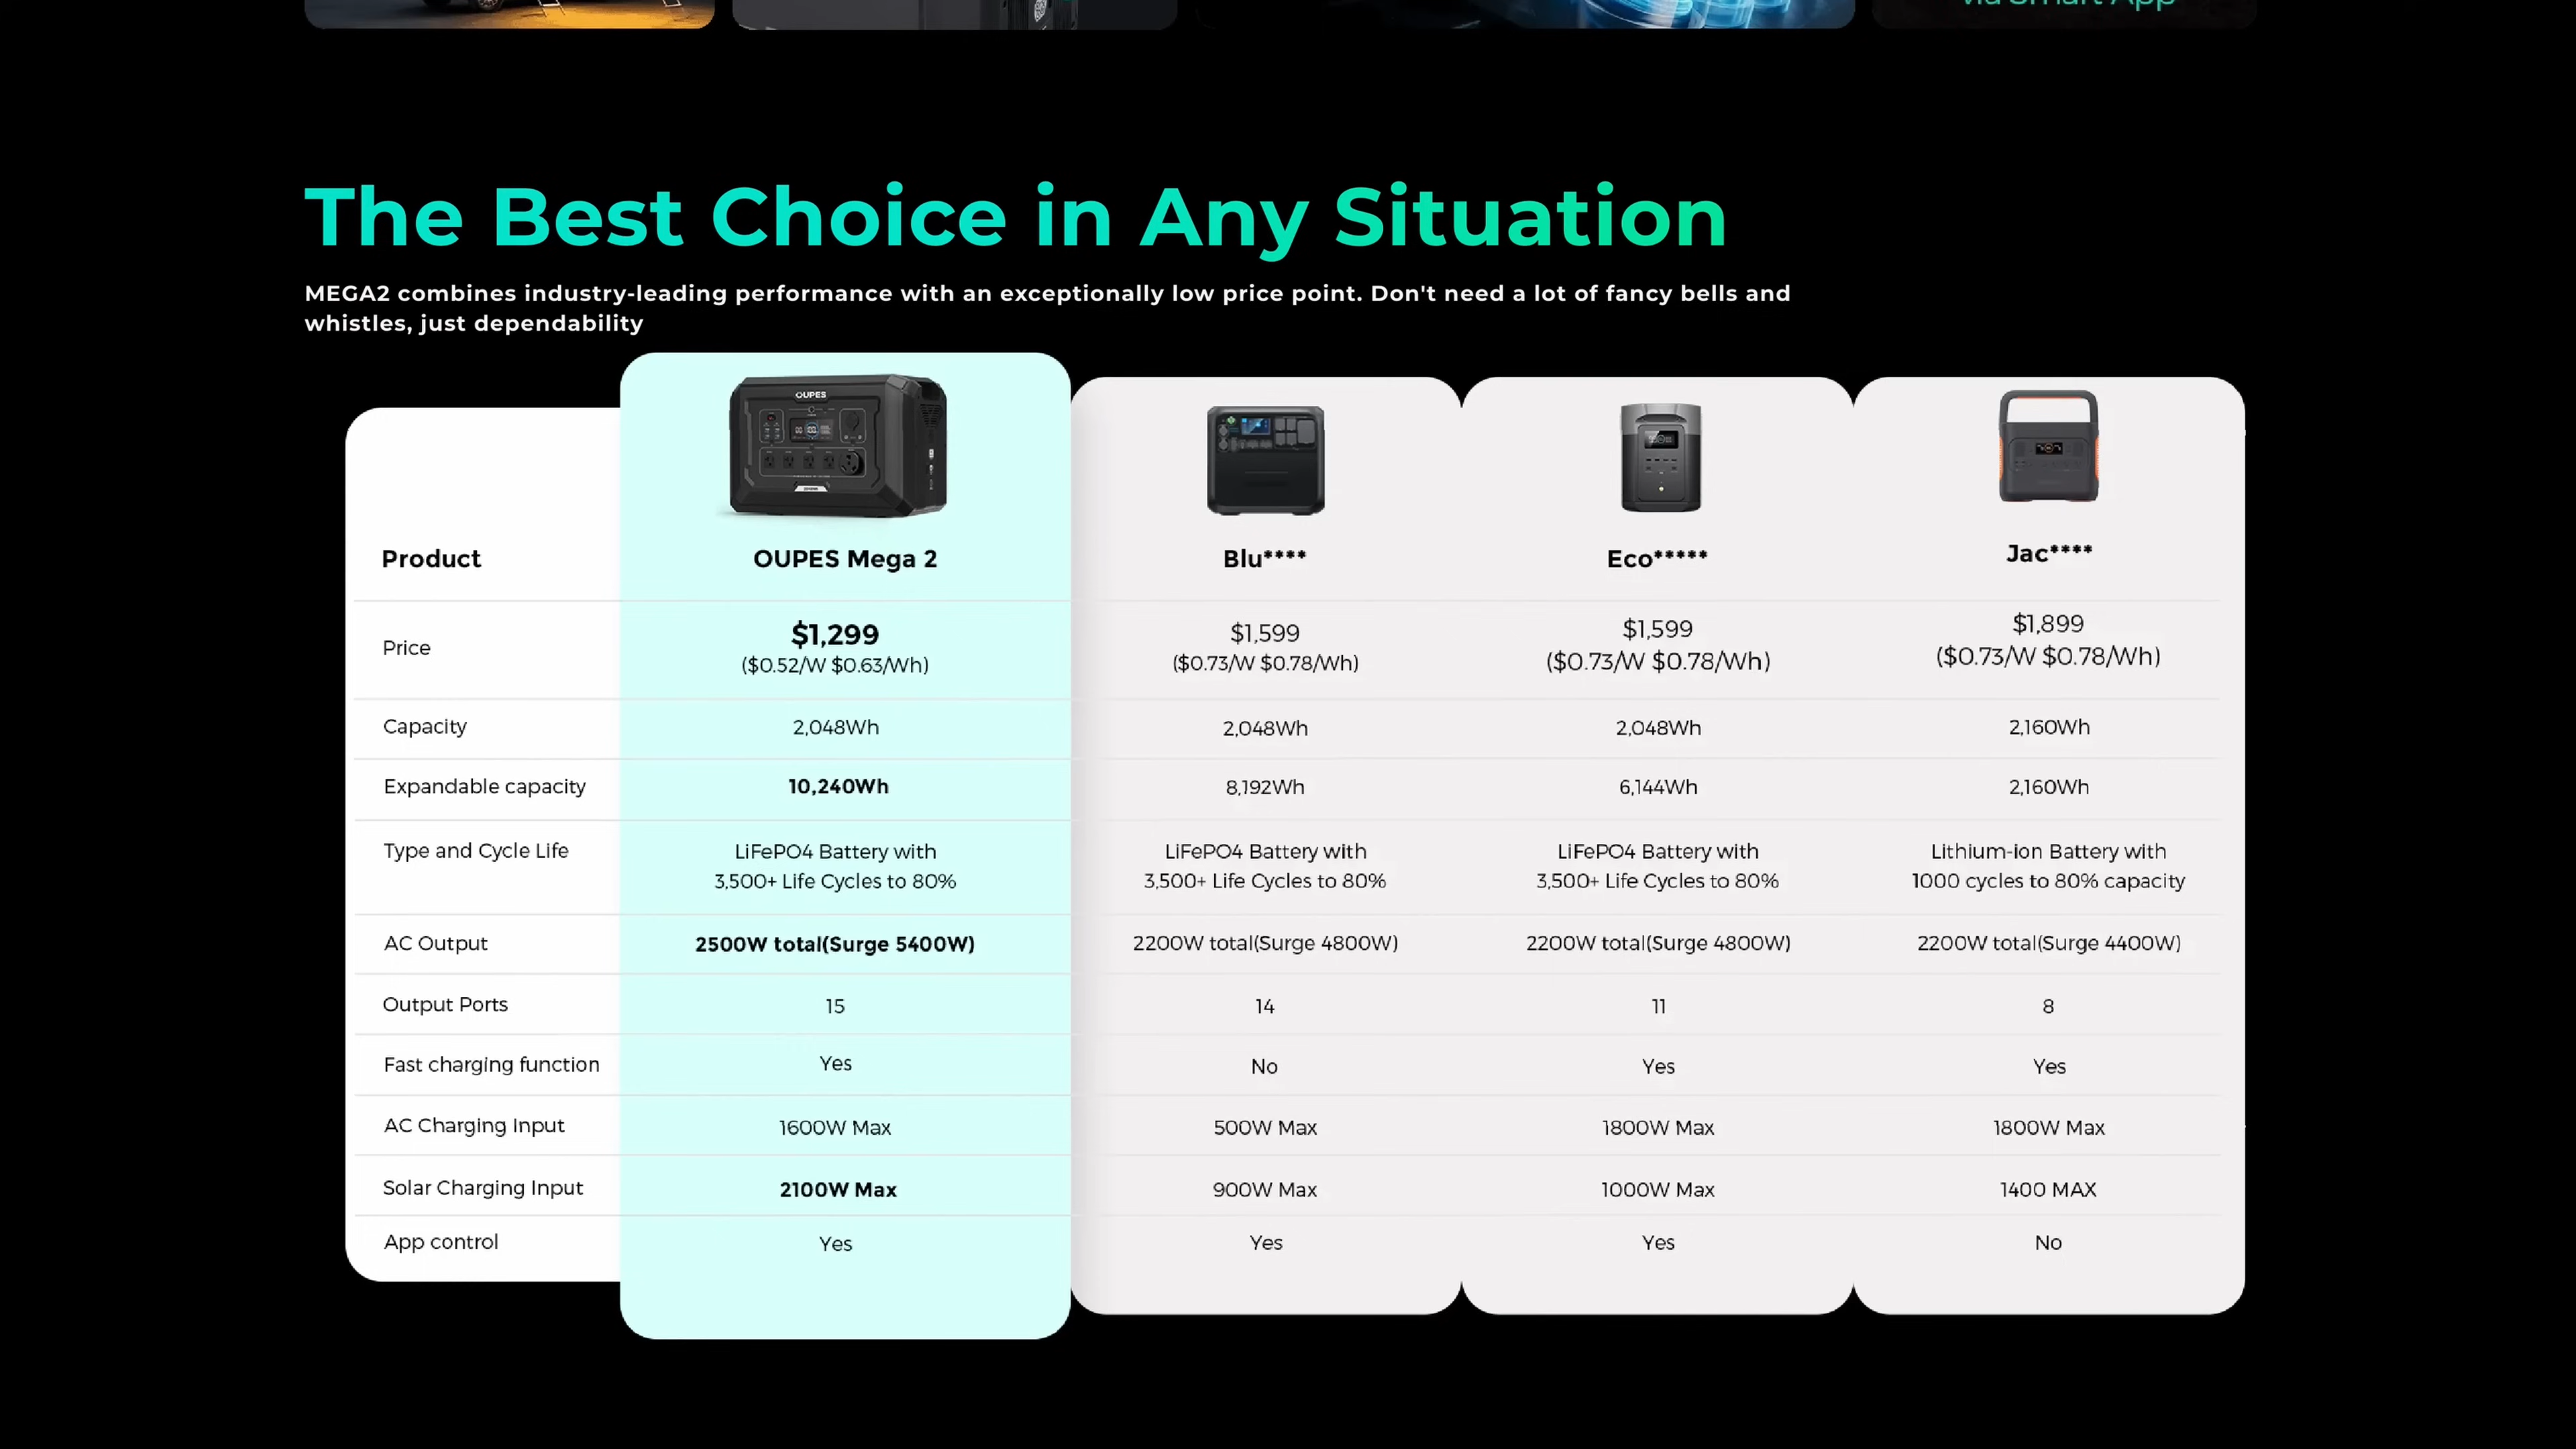 via Smart App
The Best Choice in Any Situation
MEGA2 combines industry-leading performance with an exceptionally low price point. Don't need a lot of fancy bells and
whistles, just dependability
OUPES
Product OUPES Mega 2 Blu**** Eco***** Jac****
Price $1,299 $1,599 $1,599 $1,899
($0.52/W $0.63/Wh) ($0.73/W $0.78/Wh) ($0.73/W $0.78/Wh) ($0.73/W $0.78/Wh)
Capacity 2,048Wh 2,048Wh 2,048Wh 2,160Wh
Expandable capacity 10,240Wh 8,192Wh 6,144Wh 2,160Wh
Type and Cycle Life LiFePO4 Battery with LiFePO4 Battery with LiFePO4 Battery with Lithium-ion Battery with
3,500+ Life Cycles to 80% 3,500+ Life Cycles to 80% 3,500+ Life Cycles to 80% 1000 cycles to 80% capacity
AC Output 2500W total(Surge 5400W) 2200W total(Surge 4800W) 2200W total(Surge 4800W) 2200W total(Surge 4400W)
Output Ports 15 14 11 8
Fast charging function Yes No Yes Yes
AC Charging Input 1600W Max 500W Max 1800W Max 1800W Max
Solar Charging Input 2100W Max 900W Max 1000W Max 1400 MAX
App control Yes Yes Yes No